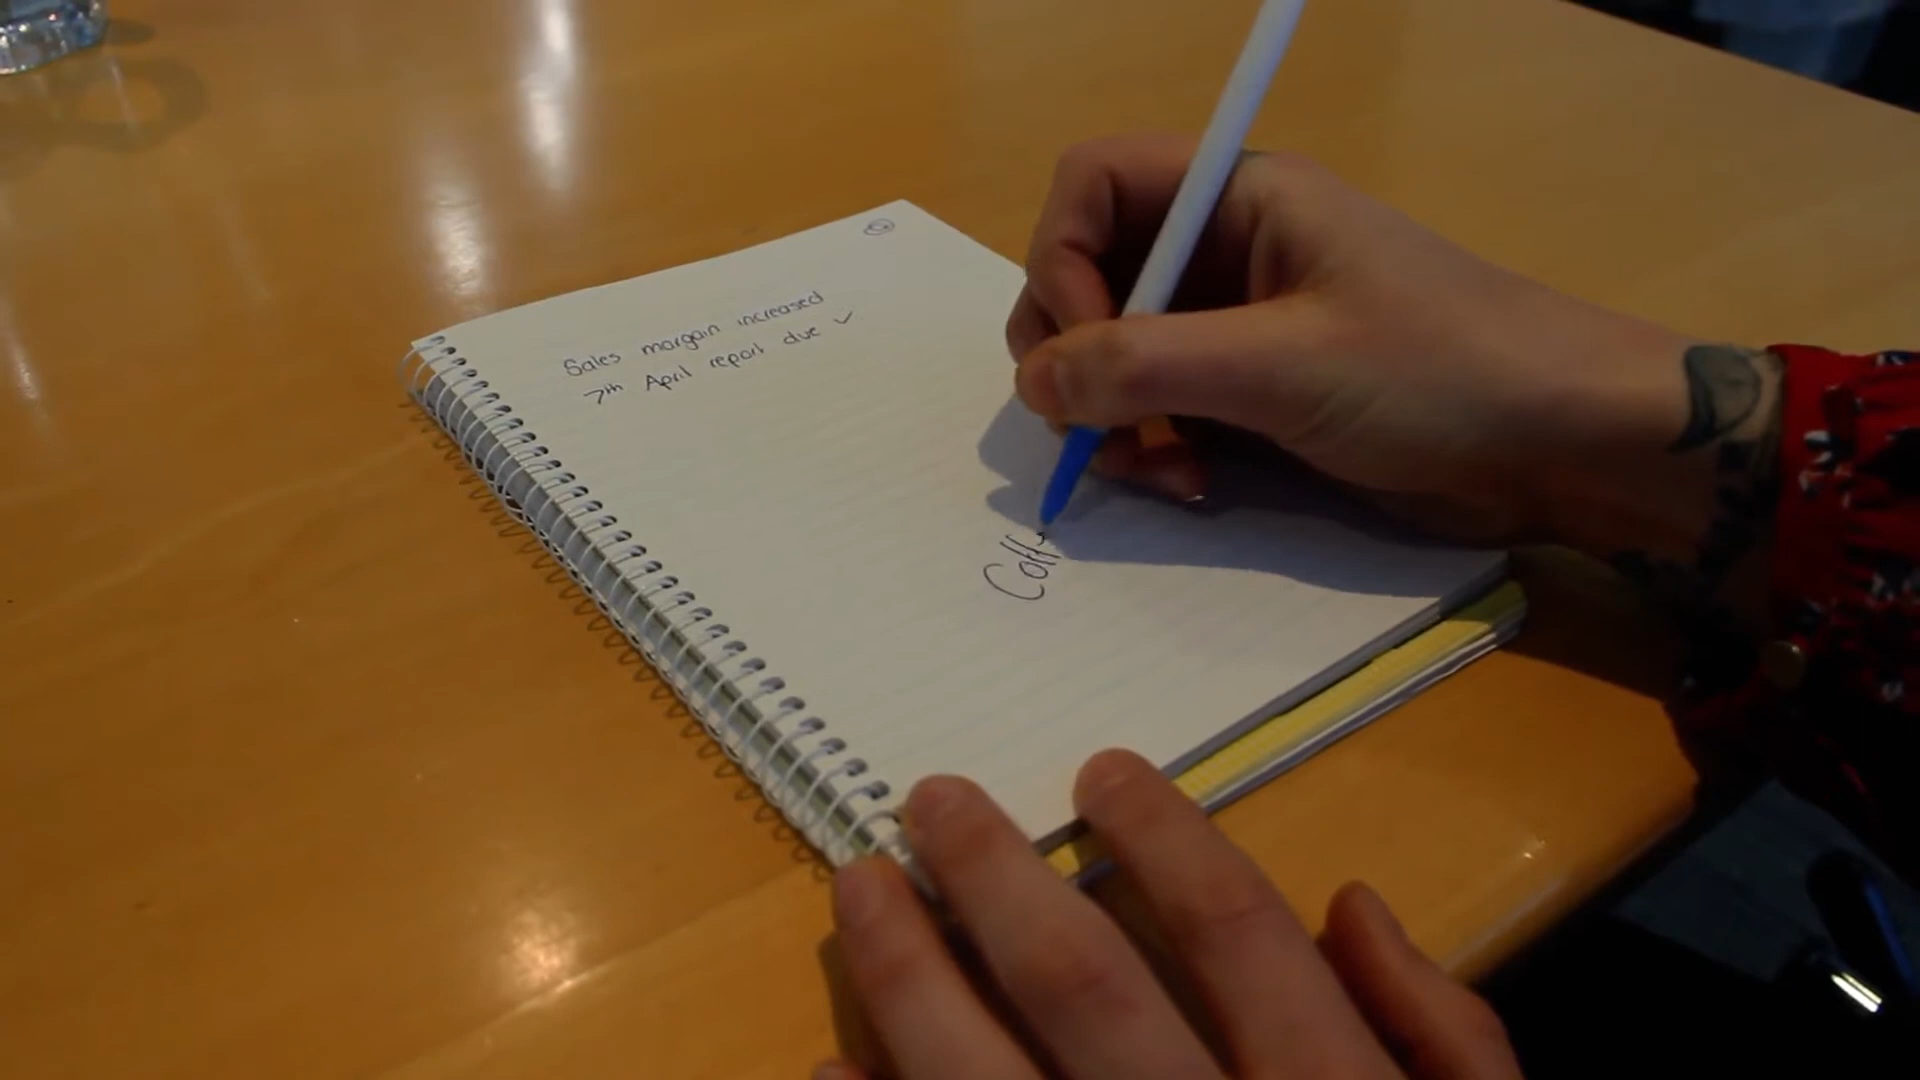 Sales margain increased
7th April report due ✓
Coff